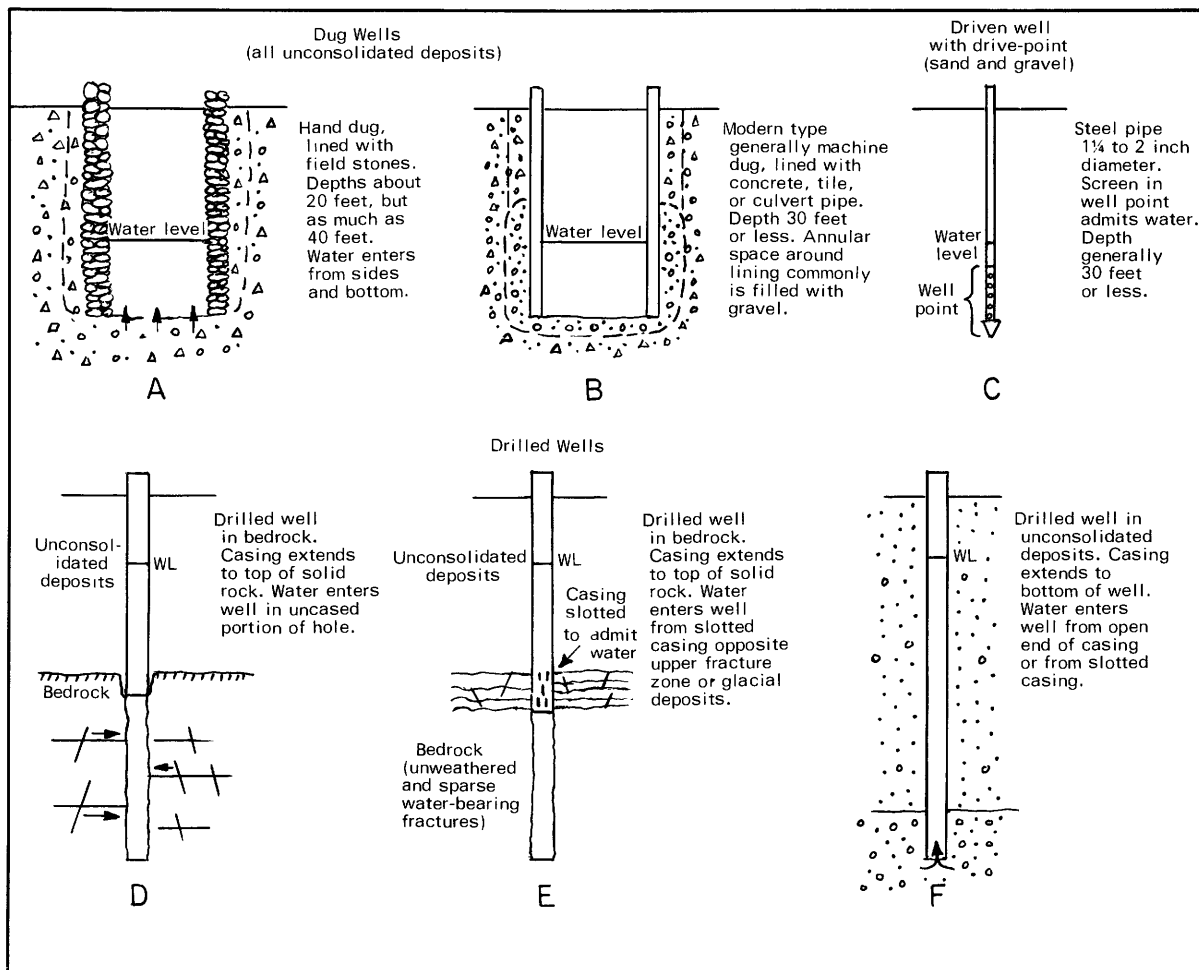 Dug Wells
(all unconsolidated deposits)
Driven well
with drive-point
(sand and gravel)
Hand dug,
lined with
field stones.
Depths about
20 feet, but
as much as
40 feet.
Water enters
from sides
and bottom.
Water level
A
Modern type
generally machine
dug, lined with
concrete, tile,
or culvert pipe.
Depth 30 feet
or less. Annular
space around
lining commonly
is filled with
gravel.
Water level
B
Steel pipe
1¼ to 2 inch
diameter.
Screen in
well point
admits water.
Depth
generally
30 feet
or less.
Water
level
Well
point
C
Drilled Wells
Unconsol-
idated
deposits
WL
Drilled well
in bedrock.
Casing extends
to top of solid
rock. Water enters
well in uncased
portion of hole.
Bedrock
D
Unconsolidated
deposits
WL
Casing
slotted
to admit
water
Drilled well
in bedrock.
Casing extends
to top of solid
rock. Water
enters well
from slotted
casing opposite
upper fracture
zone or glacial
deposits.
Bedrock
(unweathered
and sparse
water-bearing
fractures)
E
WL
Drilled well in
unconsolidated
deposits. Casing
extends to
bottom of well.
Water enters
well from open
end of casing
or from slotted
casing.
F